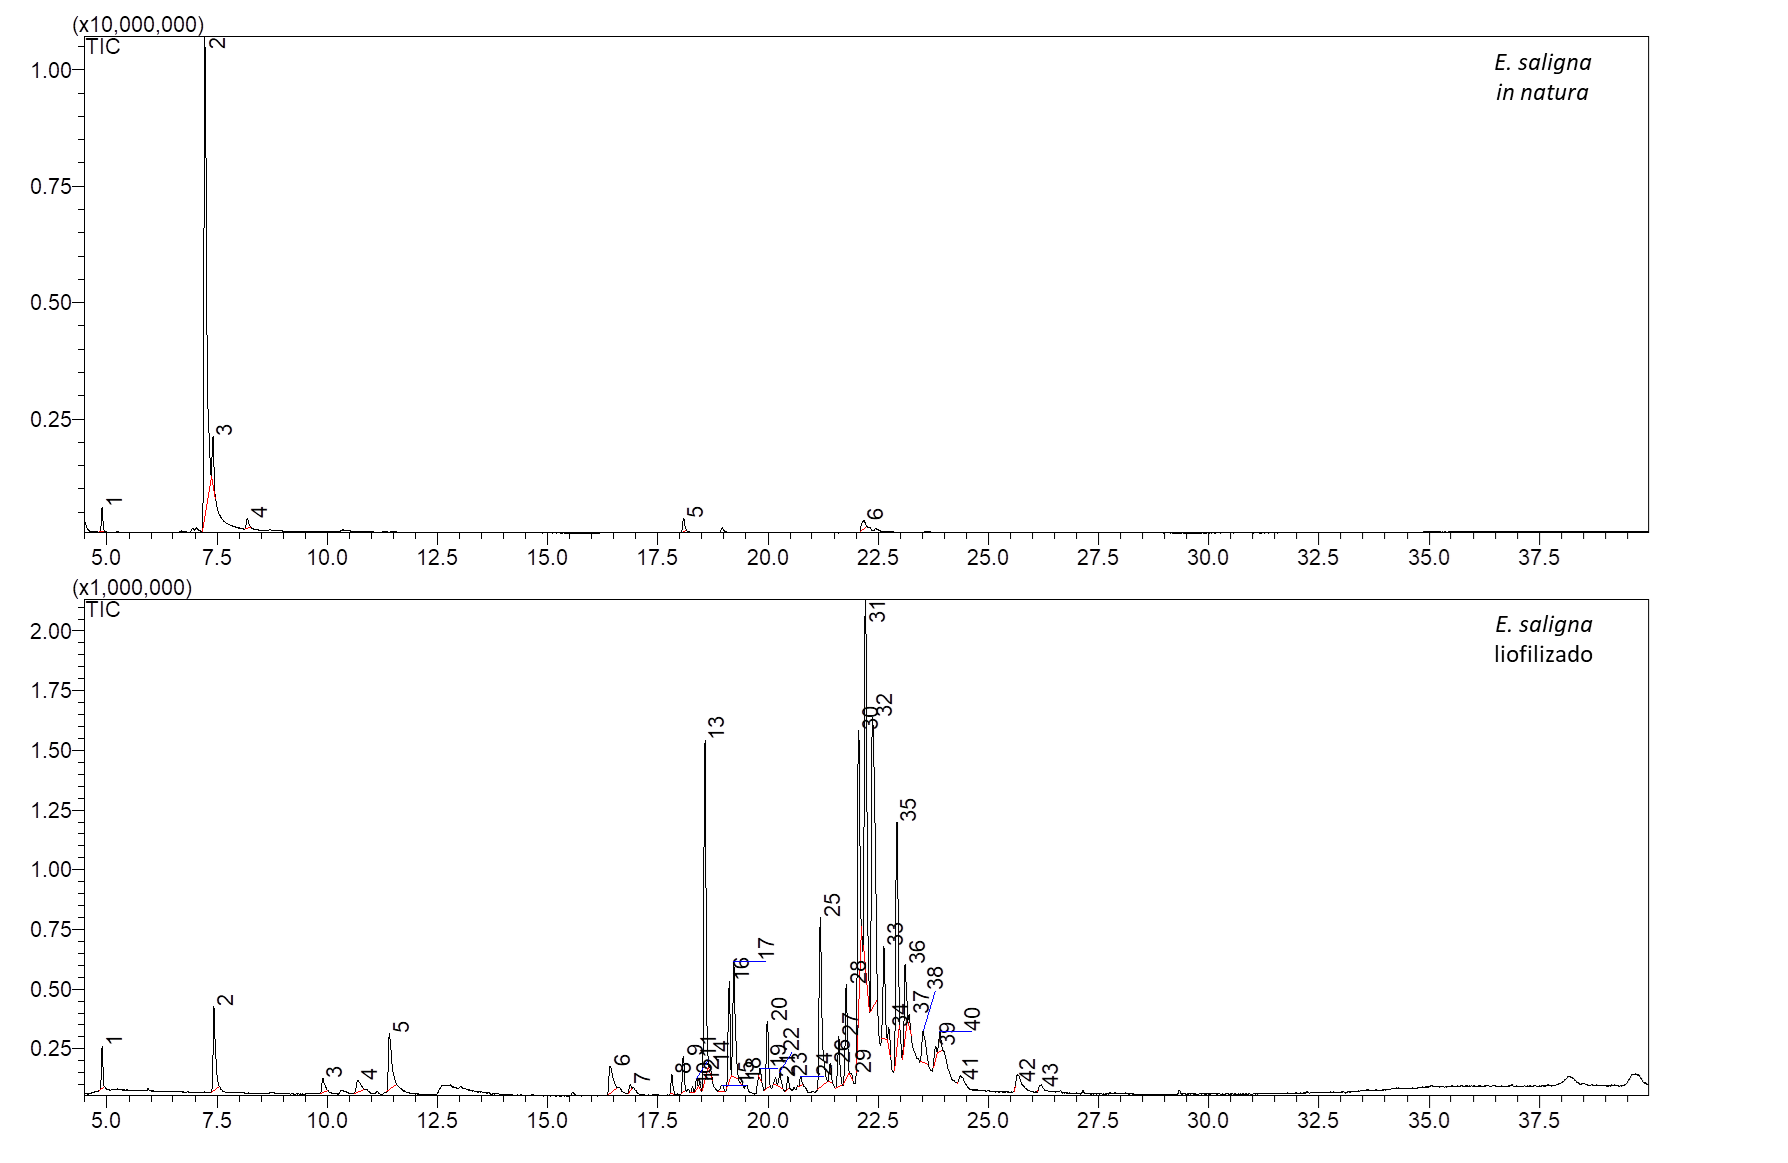 (x10,000,000)
TIC
E. saligna
in natura
1.00
0.75
0.50
0.25
1 2 3 4 5 6
5.0 7.5 10.0 12.5 15.0 17.5 20.0 22.5 25.0 27.5 30.0 32.5 35.0 37.5
(x1,000,000)
TIC
E. saligna
liofilizado
2.00
1.75
1.50
1.25
1.00
0.75
0.50
0.25
1 2 3 4 5 6 7 8 9 10 11 12 13 14 15 16 17 18 19 20 22 23 24 25 26 27 28 29 30 31 32 33 34 35 36 37 38 39 40 41 42 43
5.0 7.5 10.0 12.5 15.0 17.5 20.0 22.5 25.0 27.5 30.0 32.5 35.0 37.5